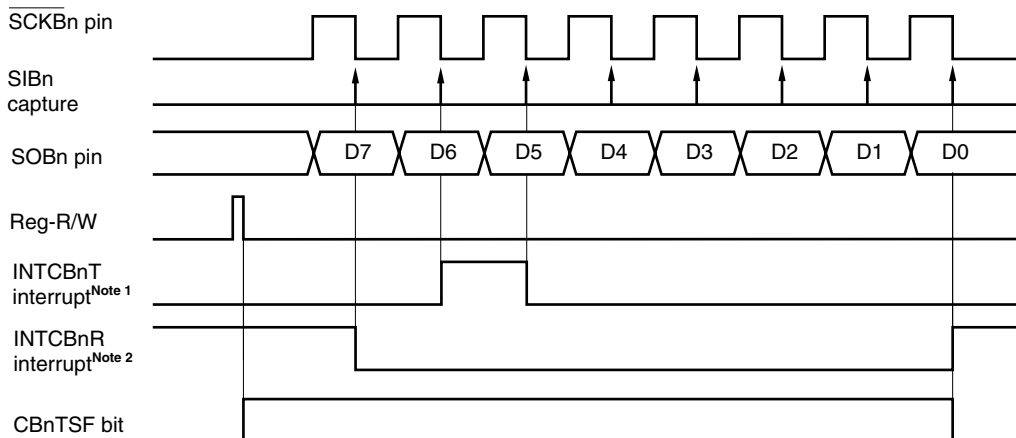 SCKBn pin
SIBn
capture
SOBn pin
D7 D6 D5 D4 D3 D2 D1 D0
Reg-R/W
INTCBnT
interruptNote 1
INTCBnR
interruptNote 2
CBnTSF bit